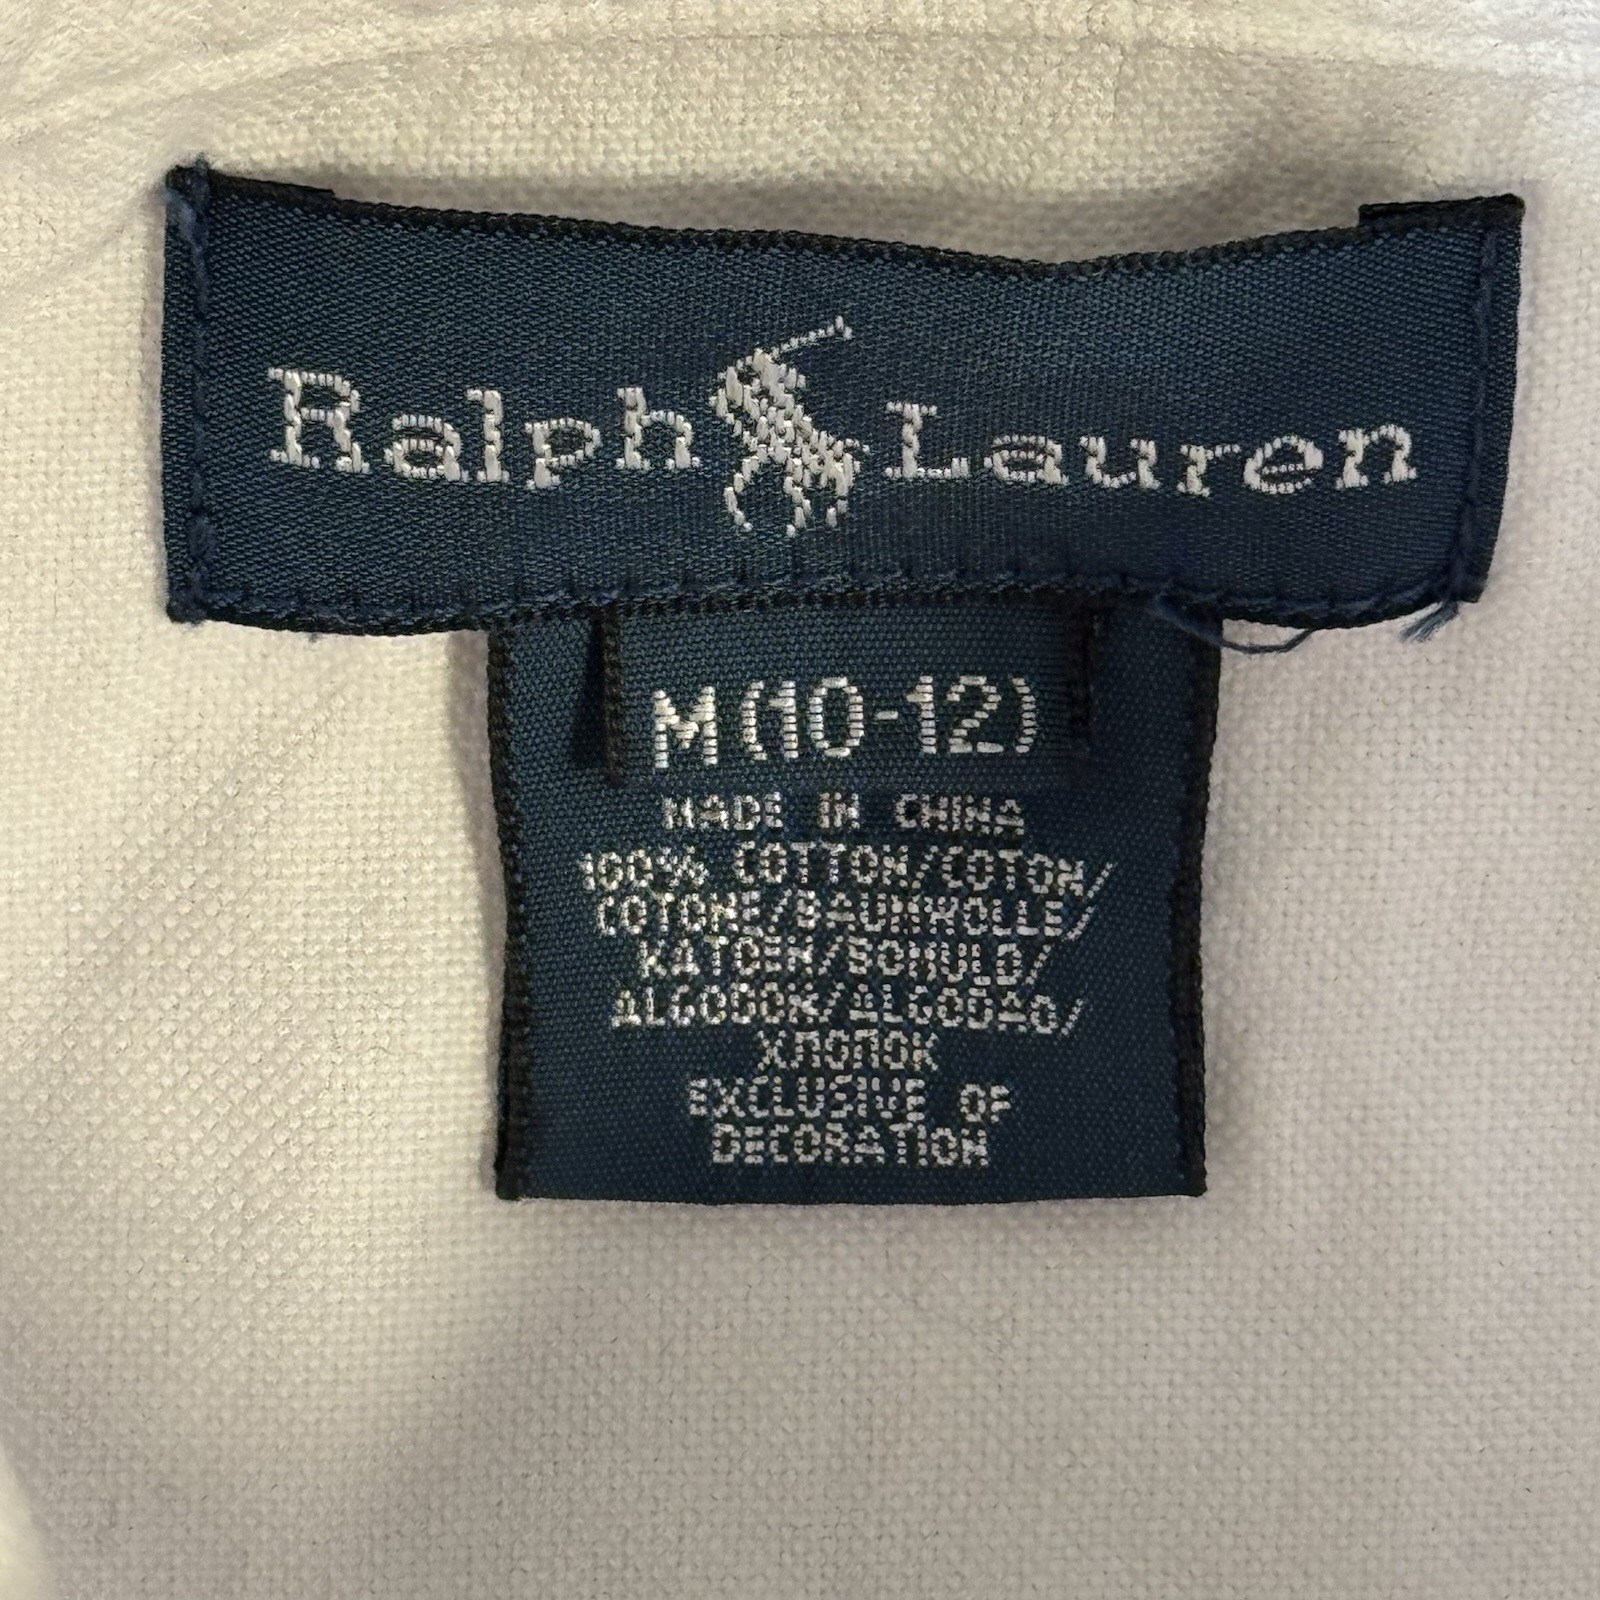 Ralph Lauren
M (10-12)
MADE IN CHINA
100% COTTON/COTON/
COTONE/BAUMWOLLE/
KATOEN/BOMULD/
ALGODON/ALGODÃO/
ХЛОПОК
EXCLUSIVE OF
DECORATION